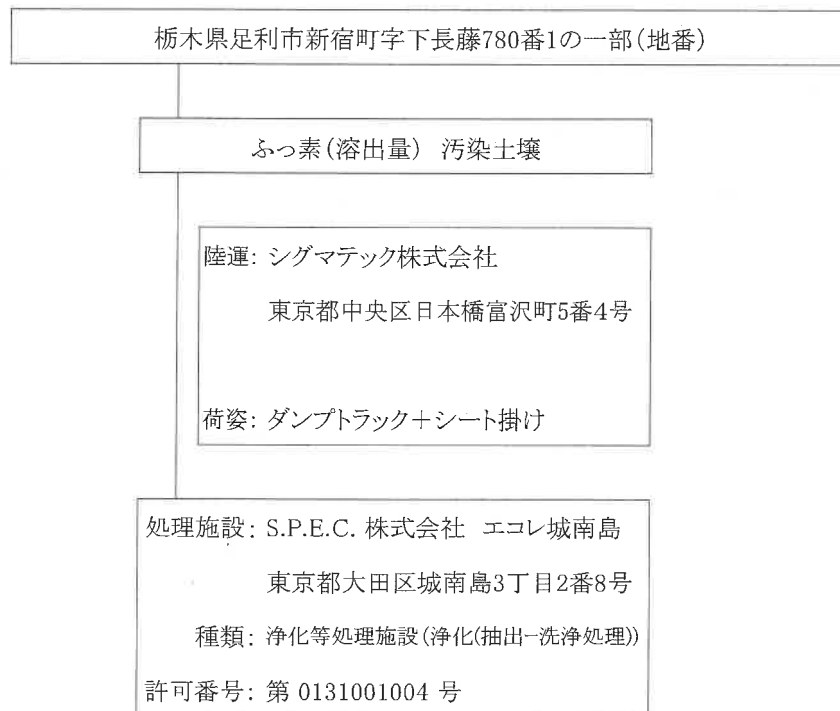 栃木県足利市新宿町字下長藤780番1の一部(地番)
ふっ素(溶出量) 汚染土壌
陸運: シグマテック株式会社
東京都中央区日本橋富沢町5番4号
荷姿: ダンプトラック+シート掛け
処理施設: S.P.E.C. 株式会社 エコレ城南島
東京都大田区城南島3丁目2番8号
種類: 浄化等処理施設(浄化(抽出-洗浄処理))
許可番号: 第 0131001004 号